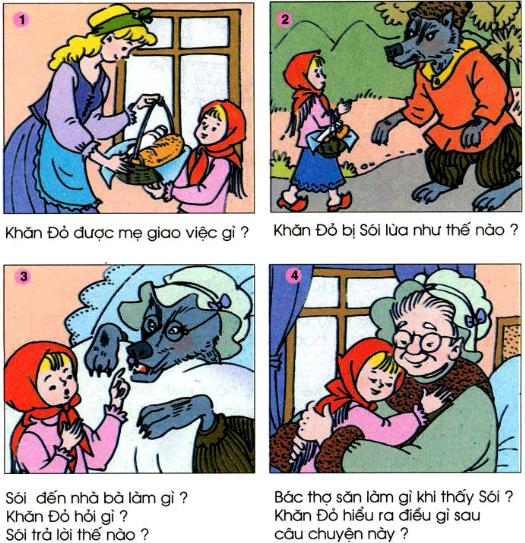 1
2
Khăn Đỏ được mẹ giao việc gì ?
Khăn Đỏ bị Sói lừa như thế nào ?
3
4
Sói đến nhà bà làm gì ?
Khăn Đỏ hỏi gì ?
Sói trả lời thế nào ?
Bác thợ săn làm gì khi thấy Sói ?
Khăn Đỏ hiểu ra điều gì sau
câu chuyện này ?